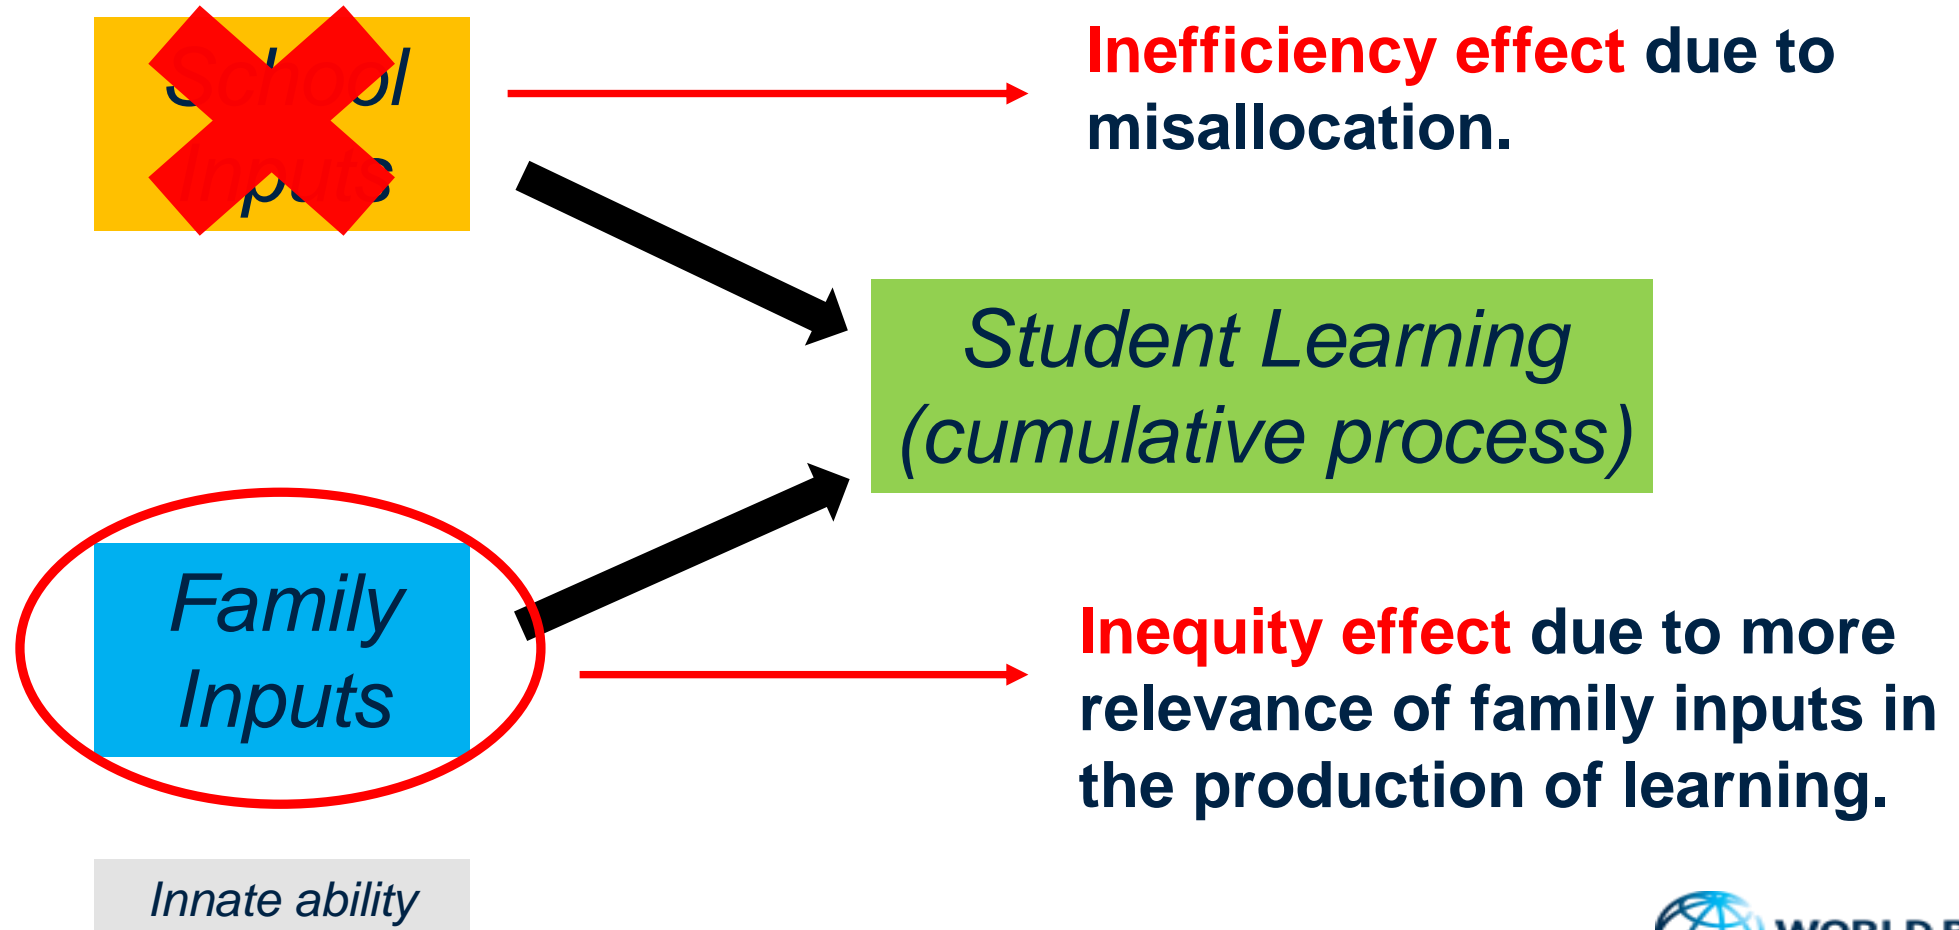 School
Inputs
Inefficiency effect due to
misallocation.
Student Learning
(cumulative process)
Family
Inputs
Inequity effect due to more
relevance of family inputs in
the production of learning.
Innate ability